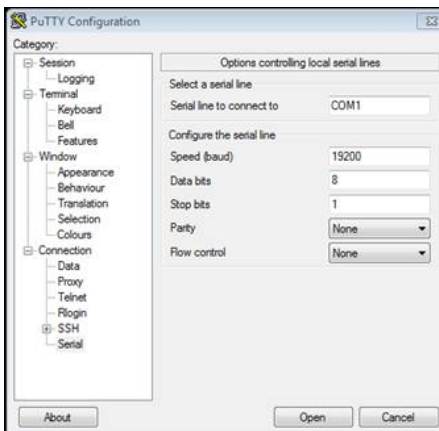 PuTTY Configuration
Category:
Session
Logging
Terminal
Keyboard
Bell
Features
Window
Appearance
Behaviour
Translation
Selection
Colours
Connection
Data
Proxy
Telnet
Rlogin
SSH
Serial
Options controlling local serial lines
Select a serial line
Serial line to connect to COM1
Configure the serial line
Speed (baud) 19200
Data bits 8
Stop bits 1
Parity None
Flow control None
About Open Cancel